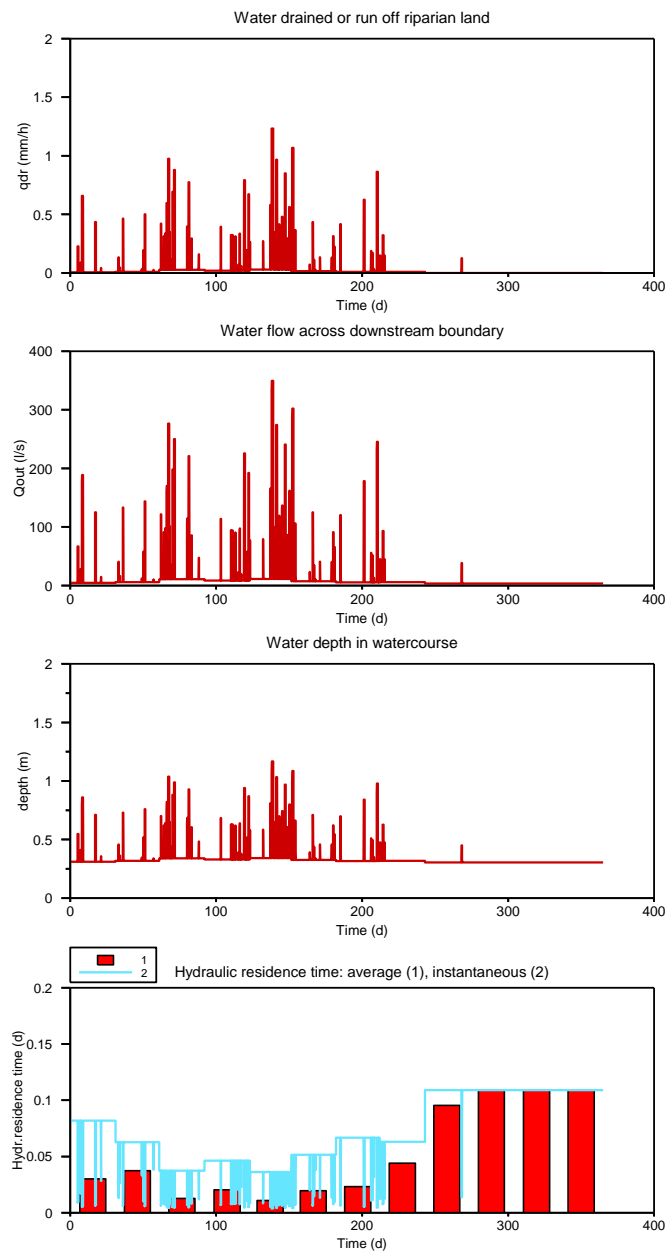 Water drained or run off riparian land
2
1.5
1
0.5
0
qdr (mm/h)
0 100 200 300 400
Time (d)
Water flow across downstream boundary
400
300
200
100
0
Qout (l/s)
0 100 200 300 400
Time (d)
Water depth in watercourse
2
1.5
1
0.5
0
depth (m)
0 100 200 300 400
Time (d)
1
2
Hydraulic residence time: average (1), instantaneous (2)
0.2
0.15
0.1
0.05
0
Hydr.residence time (d)
0 100 200 300 400
Time (d)